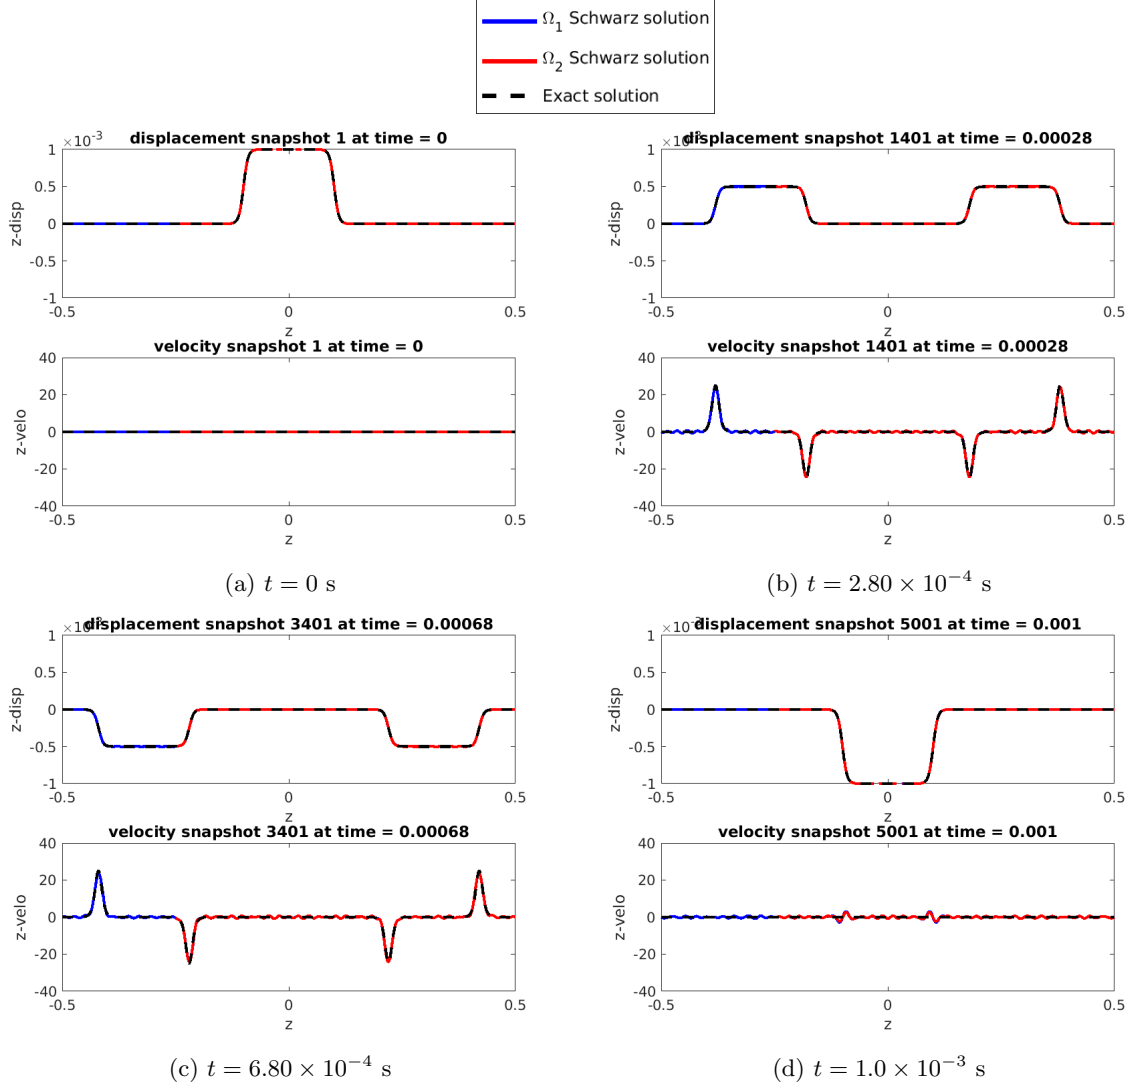 Ω1 Schwarz solution
Ω2 Schwarz solution
Exact solution
×10-3
displacement snapshot 1 at time = 0
1
0.5
0
-0.5
-1
z-disp
-0.5
0
0.5
z
velocity snapshot 1 at time = 0
40
20
0
-20
-40
z-velo
-0.5
0
0.5
z
(a) t = 0 s
displacement snapshot 1401 at time = 0.00028
1
0.5
0
-0.5
-1
z-disp
-0.5
0
0.5
z
velocity snapshot 1401 at time = 0.00028
40
20
0
-20
-40
z-velo
-0.5
0
0.5
z
(b) t = 2.80 × 10−4 s
displacement snapshot 3401 at time = 0.00068
1
0.5
0
-0.5
-1
z-disp
-0.5
0
0.5
z
velocity snapshot 3401 at time = 0.00068
40
20
0
-20
-40
z-velo
-0.5
0
0.5
z
(c) t = 6.80 × 10−4 s
displacement snapshot 5001 at time = 0.001
1
0.5
0
-0.5
-1
z-disp
-0.5
0
0.5
z
velocity snapshot 5001 at time = 0.001
40
20
0
-20
-40
z-velo
-0.5
0
0.5
z
(d) t = 1.0 × 10−3 s